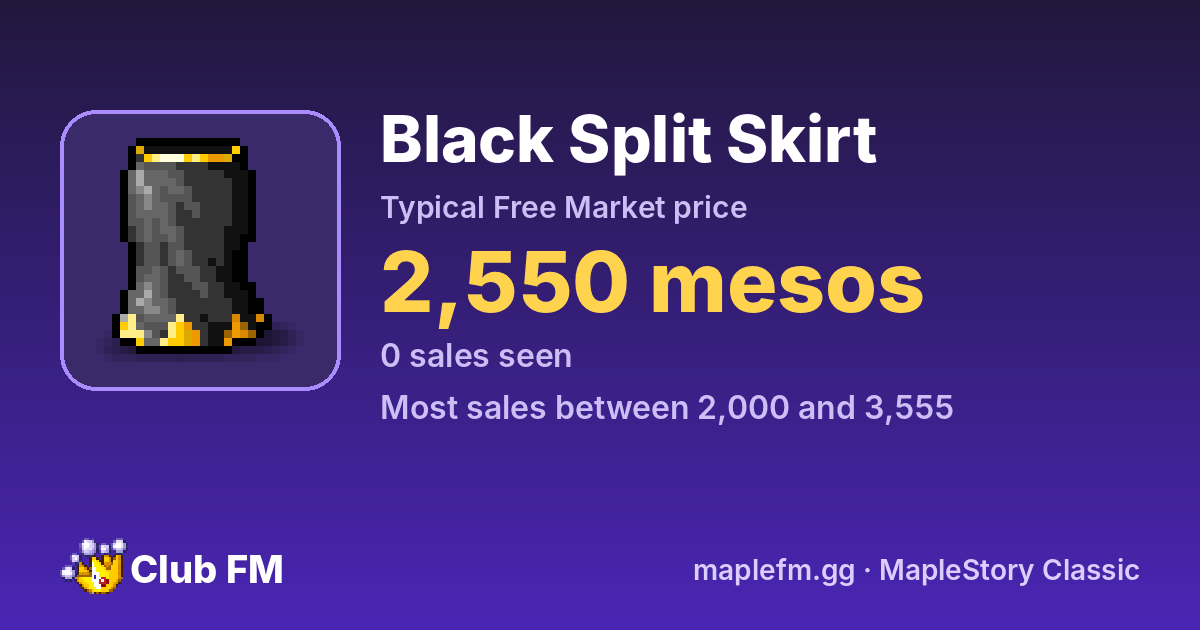 Black Split Skirt
Typical Free Market price
2,550 mesos
0 sales seen
Most sales between 2,000 and 3,555
Club FM
maplefm.gg · MapleStory Classic